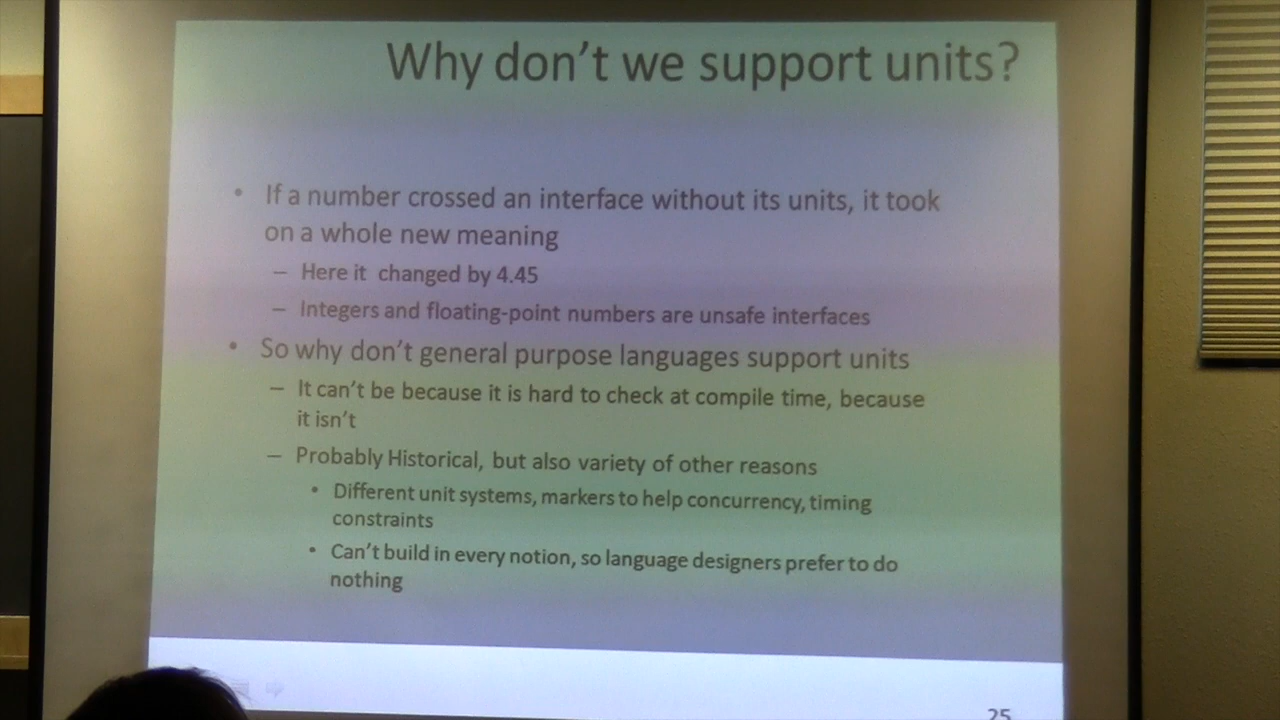 Why don't we support units?
• If a number crossed an interface without its units, it took
on a whole new meaning
– Here it changed by 4.45
– Integers and floating-point numbers are unsafe interfaces
• So why don't general purpose languages support units
– It can't be because it is hard to check at compile time, because
it isn't
– Probably Historical, but also variety of other reasons
• Different unit systems, markers to help concurrency, timing
constraints
• Can't build in every notion, so language designers prefer to do
nothing
25